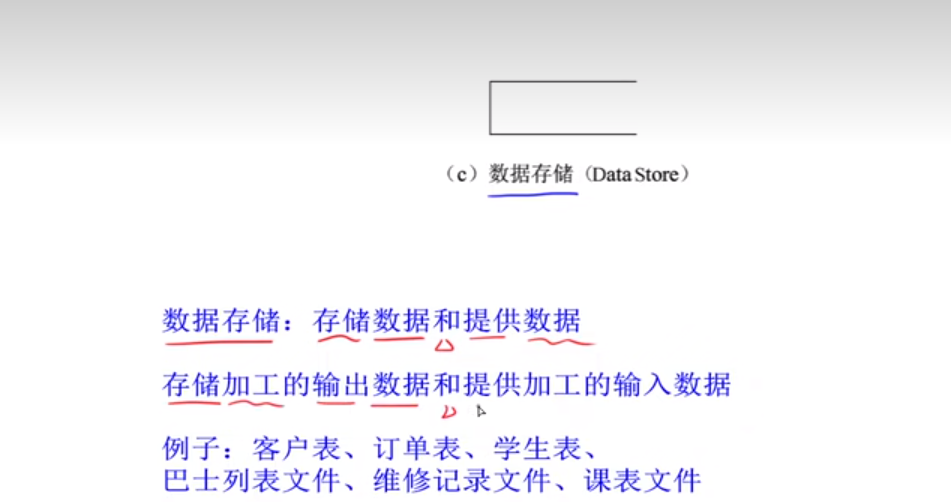 （c）数据存储（Data Store）
数据存储：存储数据和提供数据
存储加工的输出数据和提供加工的输入数据
例子：客户表、订单表、学生表、
巴士列表文件、维修记录文件、课表文件